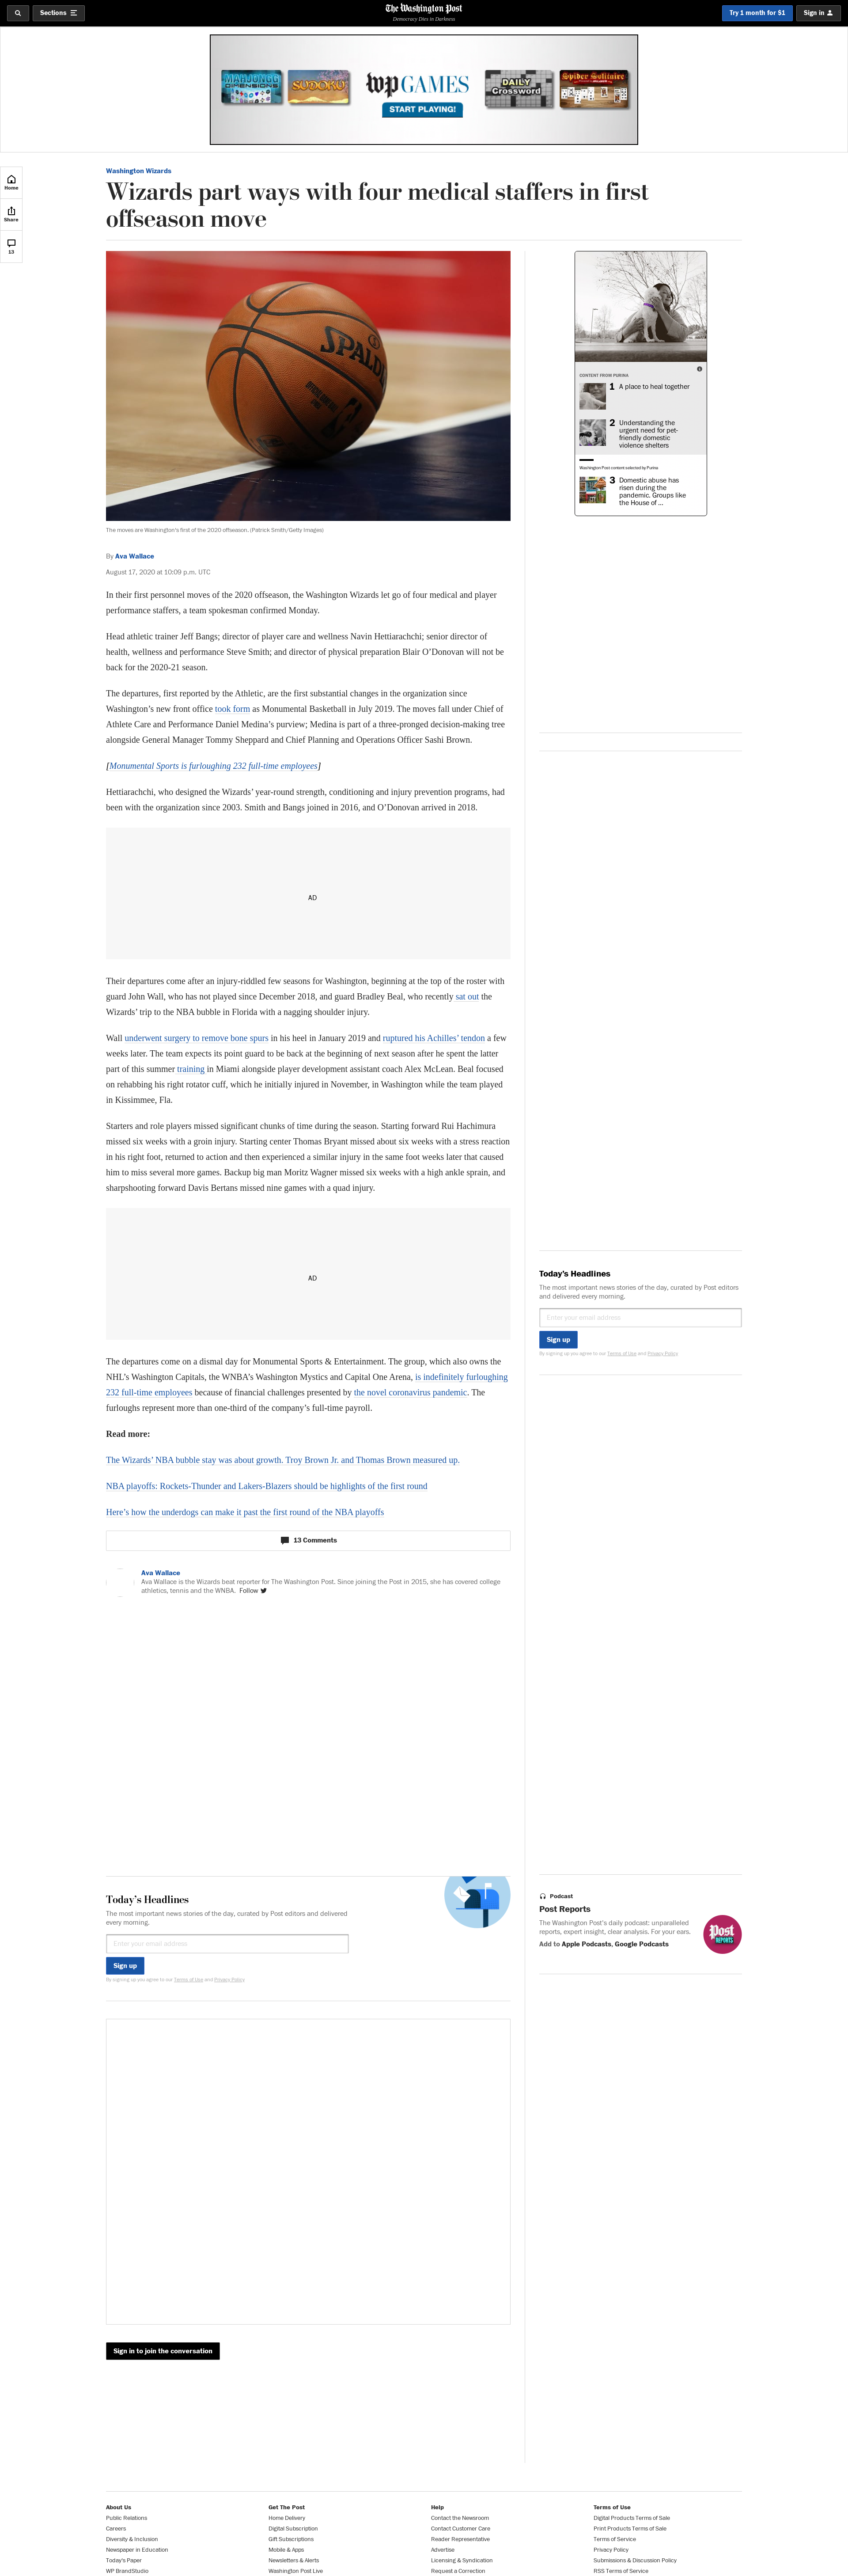 Sections
The Washington Post
Democracy Dies in Darkness
Try 1 month for $1
Sign in
MAHJONGG
DIMENSIONS
SUDOKU
wpGAMES
START PLAYING!
DAILY
Crossword
Spider Solitaire
Home
Share
13
Washington Wizards
Wizards part ways with four medical staffers in first
offseason move
SPALDING
The moves are Washington's first of the 2020 offseason. (Patrick Smith/Getty Images)
By Ava Wallace
August 17, 2020 at 10:09 p.m. UTC
In their first personnel moves of the 2020 offseason, the Washington Wizards let go of four medical and player
performance staffers, a team spokesman confirmed Monday.
Head athletic trainer Jeff Bangs; director of player care and wellness Navin Hettiarachchi; senior director of
health, wellness and performance Steve Smith; and director of physical preparation Blair O’Donovan will not be
back for the 2020-21 season.
The departures, first reported by the Athletic, are the first substantial changes in the organization since
Washington’s new front office took form as Monumental Basketball in July 2019. The moves fall under Chief of
Athlete Care and Performance Daniel Medina’s purview; Medina is part of a three-pronged decision-making tree
alongside General Manager Tommy Sheppard and Chief Planning and Operations Officer Sashi Brown.
[Monumental Sports is furloughing 232 full-time employees]
Hettiarachchi, who designed the Wizards’ year-round strength, conditioning and injury prevention programs, had
been with the organization since 2003. Smith and Bangs joined in 2016, and O’Donovan arrived in 2018.
AD
Their departures come after an injury-riddled few seasons for Washington, beginning at the top of the roster with
guard John Wall, who has not played since December 2018, and guard Bradley Beal, who recently sat out the
Wizards’ trip to the NBA bubble in Florida with a nagging shoulder injury.
Wall underwent surgery to remove bone spurs in his heel in January 2019 and ruptured his Achilles’ tendon a few
weeks later. The team expects its point guard to be back at the beginning of next season after he spent the latter
part of this summer training in Miami alongside player development assistant coach Alex McLean. Beal focused
on rehabbing his right rotator cuff, which he initially injured in November, in Washington while the team played
in Kissimmee, Fla.
Starters and role players missed significant chunks of time during the season. Starting forward Rui Hachimura
missed six weeks with a groin injury. Starting center Thomas Bryant missed about six weeks with a stress reaction
in his right foot, returned to action and then experienced a similar injury in the same foot weeks later that caused
him to miss several more games. Backup big man Moritz Wagner missed six weeks with a high ankle sprain, and
sharpshooting forward Davis Bertans missed nine games with a quad injury.
AD
The departures come on a dismal day for Monumental Sports & Entertainment. The group, which also owns the
NHL’s Washington Capitals, the WNBA’s Washington Mystics and Capital One Arena, is indefinitely furloughing
232 full-time employees because of financial challenges presented by the novel coronavirus pandemic. The
furloughs represent more than one-third of the company’s full-time payroll.
Read more:
The Wizards’ NBA bubble stay was about growth. Troy Brown Jr. and Thomas Brown measured up.
NBA playoffs: Rockets-Thunder and Lakers-Blazers should be highlights of the first round
Here’s how the underdogs can make it past the first round of the NBA playoffs
13 Comments
Ava Wallace
Ava Wallace is the Wizards beat reporter for The Washington Post. Since joining the Post in 2015, she has covered college
athletics, tennis and the WNBA. Follow
Today’s Headlines
The most important news stories of the day, curated by Post editors and delivered
every morning.
Enter your email address
Sign up
By signing up you agree to our Terms of Use and Privacy Policy
Sign in to join the conversation
CONTENT FROM PURINA
1 A place to heal together
2 Understanding the
urgent need for pet-
friendly domestic
violence shelters
Washington Post content selected by Purina
3 Domestic abuse has
risen during the
pandemic. Groups like
the House of ...
Today’s Headlines
The most important news stories of the day, curated by Post editors
and delivered every morning.
Enter your email address
Sign up
By signing up you agree to our Terms of Use and Privacy Policy
Podcast
Post Reports
The Washington Post's daily podcast: unparalleled
reports, expert insight, clear analysis. For your ears.
Add to Apple Podcasts, Google Podcasts
Post
REPORTS
About Us
Public Relations
Careers
Diversity & Inclusion
Newspaper in Education
Today's Paper
WP BrandStudio
Get The Post
Home Delivery
Digital Subscription
Gift Subscriptions
Mobile & Apps
Newsletters & Alerts
Washington Post Live
Help
Contact the Newsroom
Contact Customer Care
Reader Representative
Advertise
Licensing & Syndication
Request a Correction
Terms of Use
Digital Products Terms of Sale
Print Products Terms of Sale
Terms of Service
Privacy Policy
Submissions & Discussion Policy
RSS Terms of Service